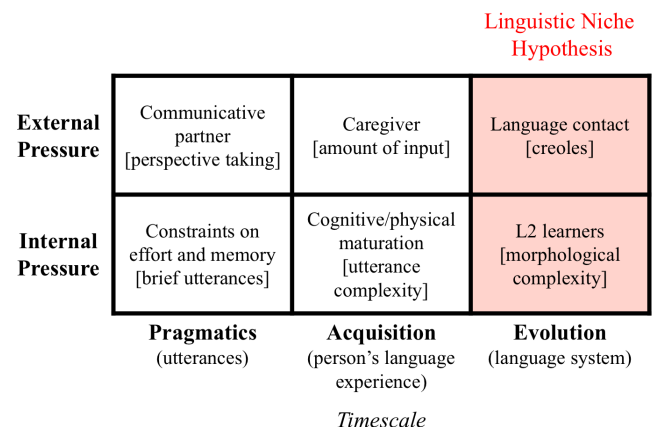 Linguistic Niche
Hypothesis
External
Pressure
Communicative
partner
[perspective taking]
Caregiver
[amount of input]
Language contact
[creoles]
Internal
Pressure
Constraints on
effort and memory
[brief utterances]
Cognitive/physical
maturation
[utterance
complexity]
L2 learners
[morphological
complexity]
Pragmatics
(utterances)
Acquisition
(person's language
experience)
Evolution
(language system)
Timescale